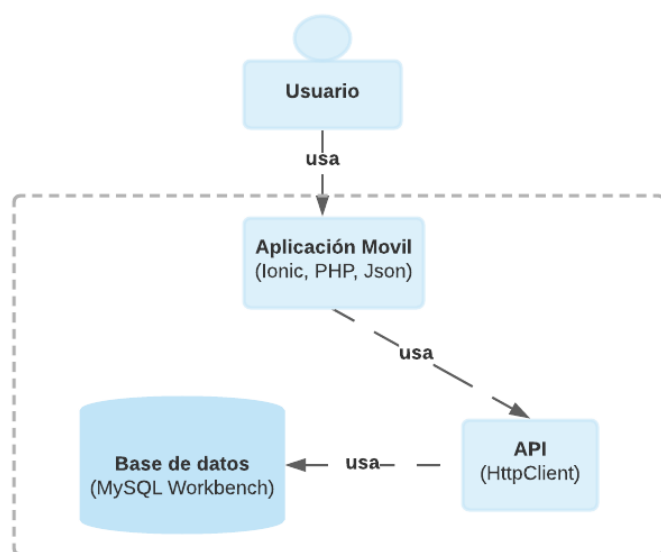 Usuario
usa
Aplicación Movil
(Ionic, PHP, Json)
usa
API
(HttpClient)
usa
Base de datos
(MySQL Workbench)